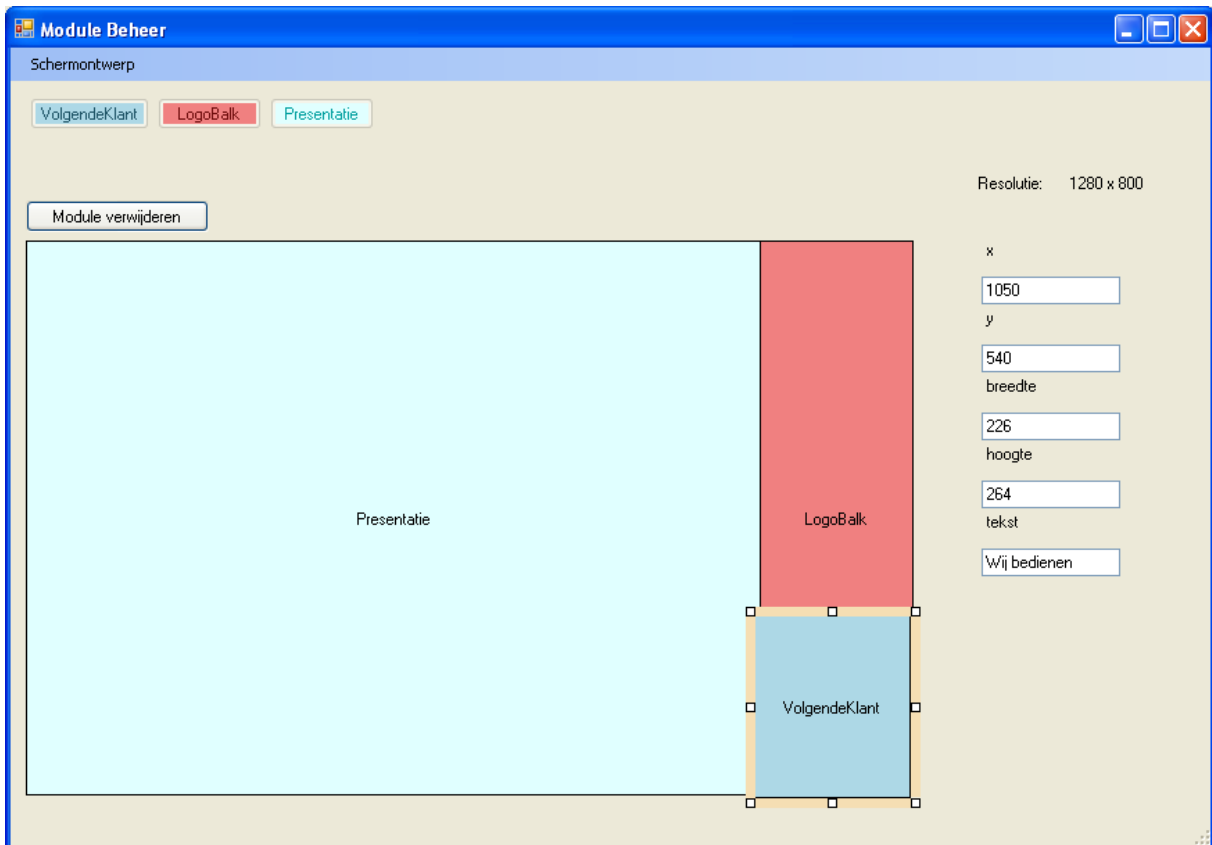 Module Beheer
Schermontwerp
VolgendeKlant LogoBalk Presentatie
Resolutie: 1280 x 800
Module verwijderen
x
1050
y
540
breedte
226
hoogte
264
tekst
Wij bedienen
Presentatie
LogoBalk
VolgendeKlant